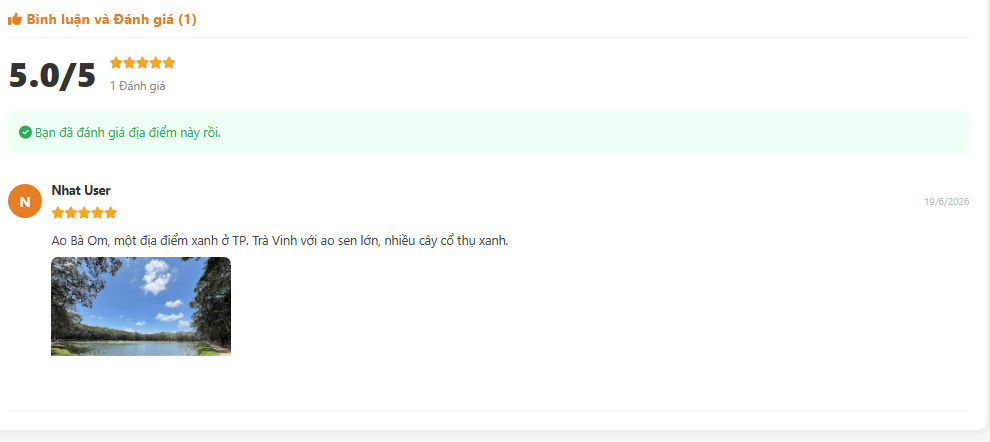 Bình luận và Đánh giá (1)
5.0/5
1 Đánh giá
Bạn đã đánh giá địa điểm này rồi.
N
Nhat User
19/6/2026
Ao Bà Om, một địa điểm xanh ở TP. Trà Vinh với ao sen lớn, nhiều cây cổ thụ xanh.